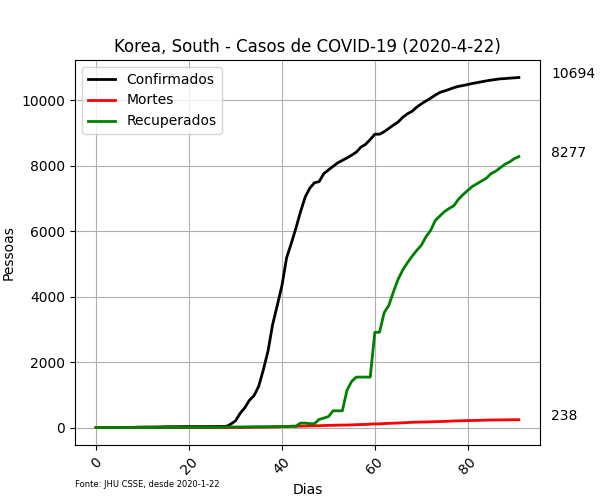 Korea, South - Casos de COVID-19 (2020-4-22)
Confirmados
Mortes
Recuperados
10694
8277
238
10000
8000
6000
4000
2000
0
Pessoas
0 20 40 60 80
Dias
Fonte: JHU CSSE, desde 2020-1-22